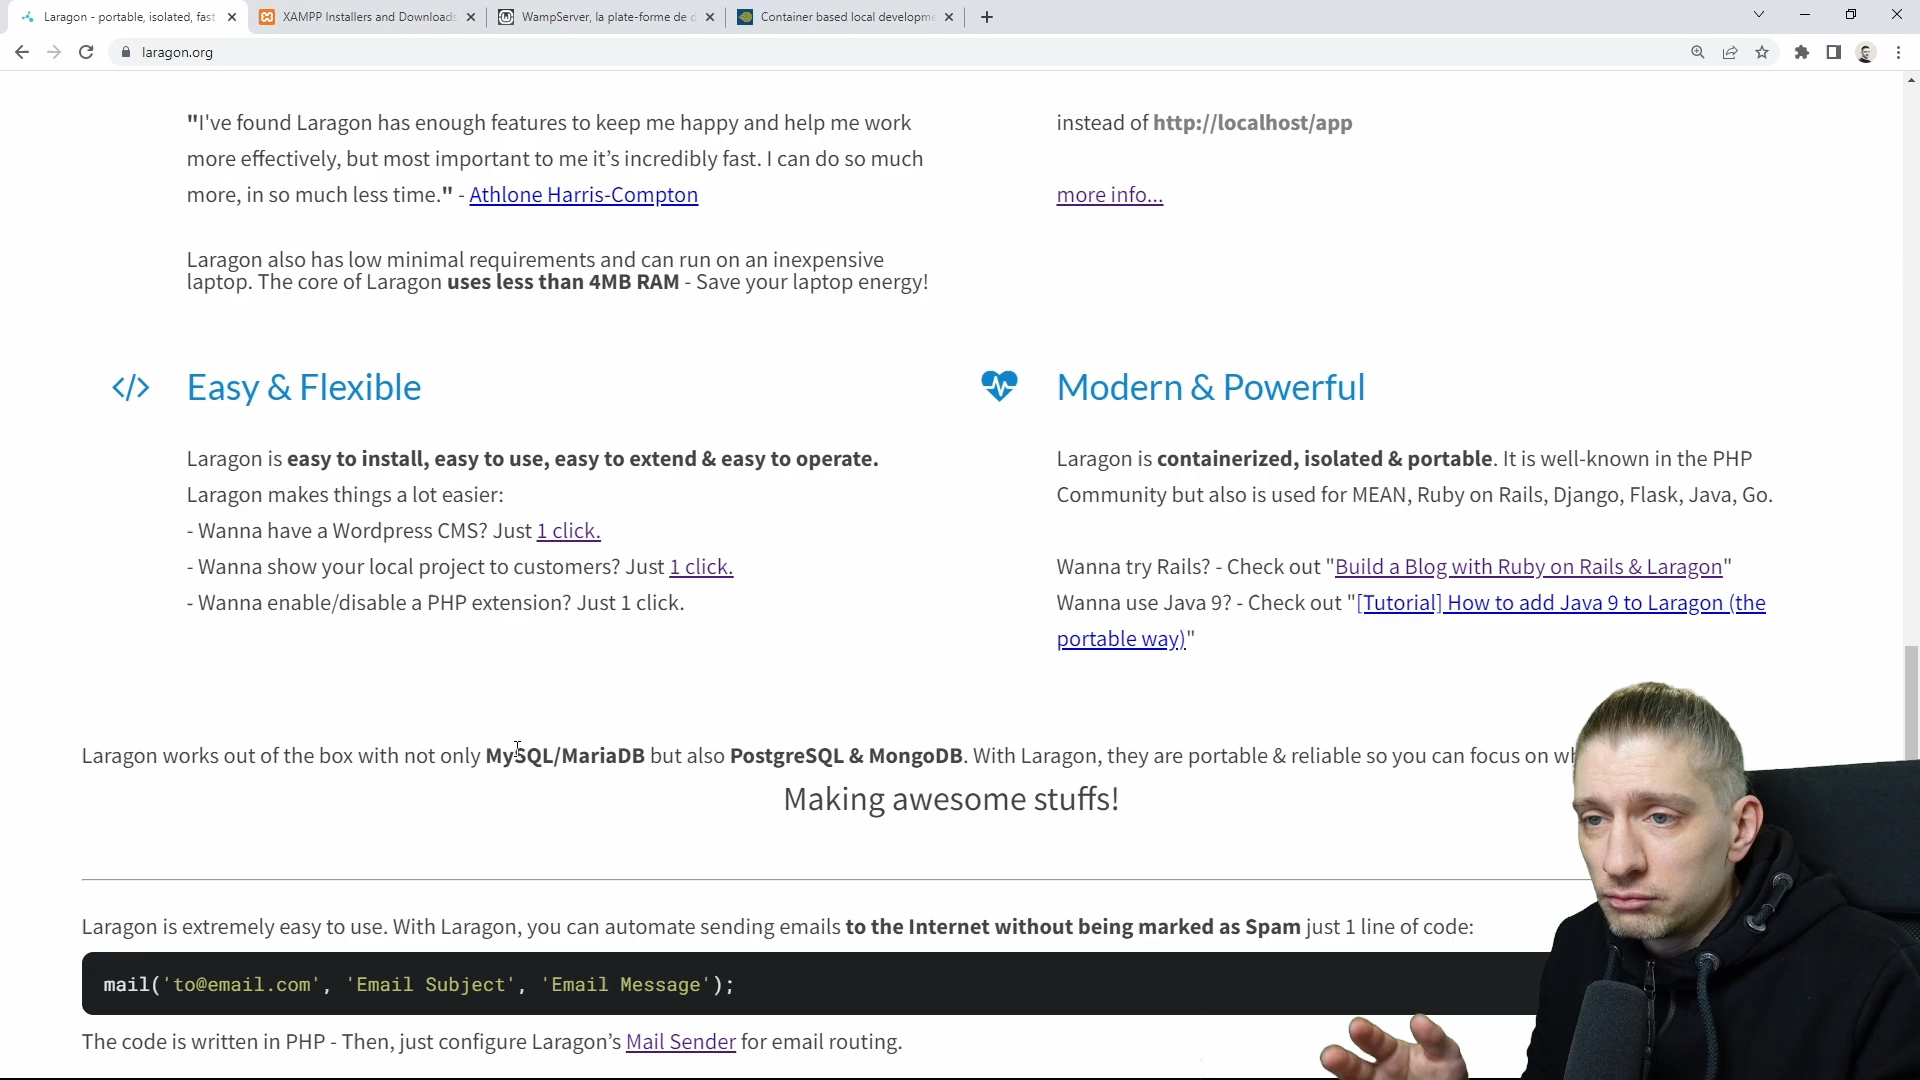 Laragon - portable, isolated, fast
XAMPP Installers and Downloads
WampServer, la plate-forme de d
Container based local developme
laragon.org
"I've found Laragon has enough features to keep me happy and help me work
more effectively, but most important to me it’s incredibly fast. I can do so much
more, in so much less time." - Athlone Harris-Compton
Laragon also has low minimal requirements and can run on an inexpensive
laptop. The core of Laragon uses less than 4MB RAM - Save your laptop energy!
instead of http://localhost/app
more info...
</> Easy & Flexible
Laragon is easy to install, easy to use, easy to extend & easy to operate.
Laragon makes things a lot easier:
- Wanna have a Wordpress CMS? Just 1 click.
- Wanna show your local project to customers? Just 1 click.
- Wanna enable/disable a PHP extension? Just 1 click.
Modern & Powerful
Laragon is containerized, isolated & portable. It is well-known in the PHP
Community but also is used for MEAN, Ruby on Rails, Django, Flask, Java, Go.
Wanna try Rails? - Check out "Build a Blog with Ruby on Rails & Laragon"
Wanna use Java 9? - Check out "[Tutorial] How to add Java 9 to Laragon (the
portable way)"
Laragon works out of the box with not only MySQL/MariaDB but also PostgreSQL & MongoDB. With Laragon, they are portable & reliable so you can focus on wh
Making awesome stuffs!
Laragon is extremely easy to use. With Laragon, you can automate sending emails to the Internet without being marked as Spam just 1 line of code:
mail('to@email.com', 'Email Subject', 'Email Message');
The code is written in PHP - Then, just configure Laragon’s Mail Sender for email routing.